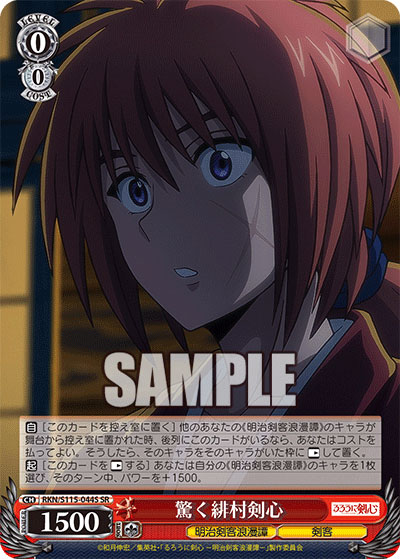 LEVEL
0
0
COST
SAMPLE
自 [このカードを控え室に置く] 他のあなたの《明治剣客浪漫譚》のキャラが
舞台から控え室に置かれた時、後列にこのカードがいるなら、あなたはコストを
払ってよい。そうしたら、そのキャラをそのキャラがいた枠に して置く。
起 [このカードを する] あなたは自分の《明治剣客浪漫譚》のキャラを1枚
選び、そのターン中、パワーを+1500。
CH RKN/S115-044S SR
1500
驚く緋村剣心
るろうに剣心
明治剣客浪漫譚
剣客
©和月伸宏/集英社・「るろうに剣心 －明治剣客浪漫譚－」製作委員会